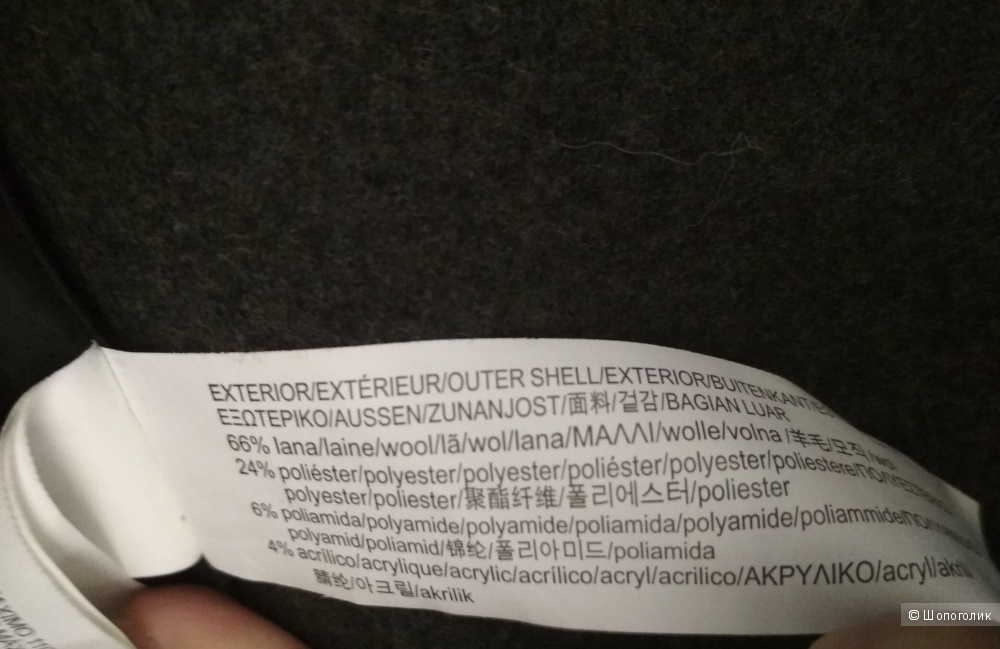 EXTERIOR/EXTÉRIEUR/OUTER SHELL/EXTERIOR/BUITENKANT/
ΕΞΩΤΕΡΙΚΟ/AUSSEN/ZUNANJOST/面料/겉감/BAGIAN LUAR
66% lana/laine/wool/lã/wol/lana/ΜΑΛΛΙ/wolle/volna/羊毛/모직/
24% poliéster/polyester/polyester/poliéster/polyester/poliestere/
polyester/poliester/聚酯纤维/폴리에스터/poliester
6% poliamida/polyamide/polyamide/poliamida/polyamide/poliammide/
polyamid/poliamid/锦纶/폴리아미드/poliamida
4% acrílico/acrylique/acrylic/acrílico/acryl/acrilico/ΑΚΡΥΛΙΚΟ/acryl/akril/
腈纶/아크릴/akrilik
XIMO 110
© Шопоголик